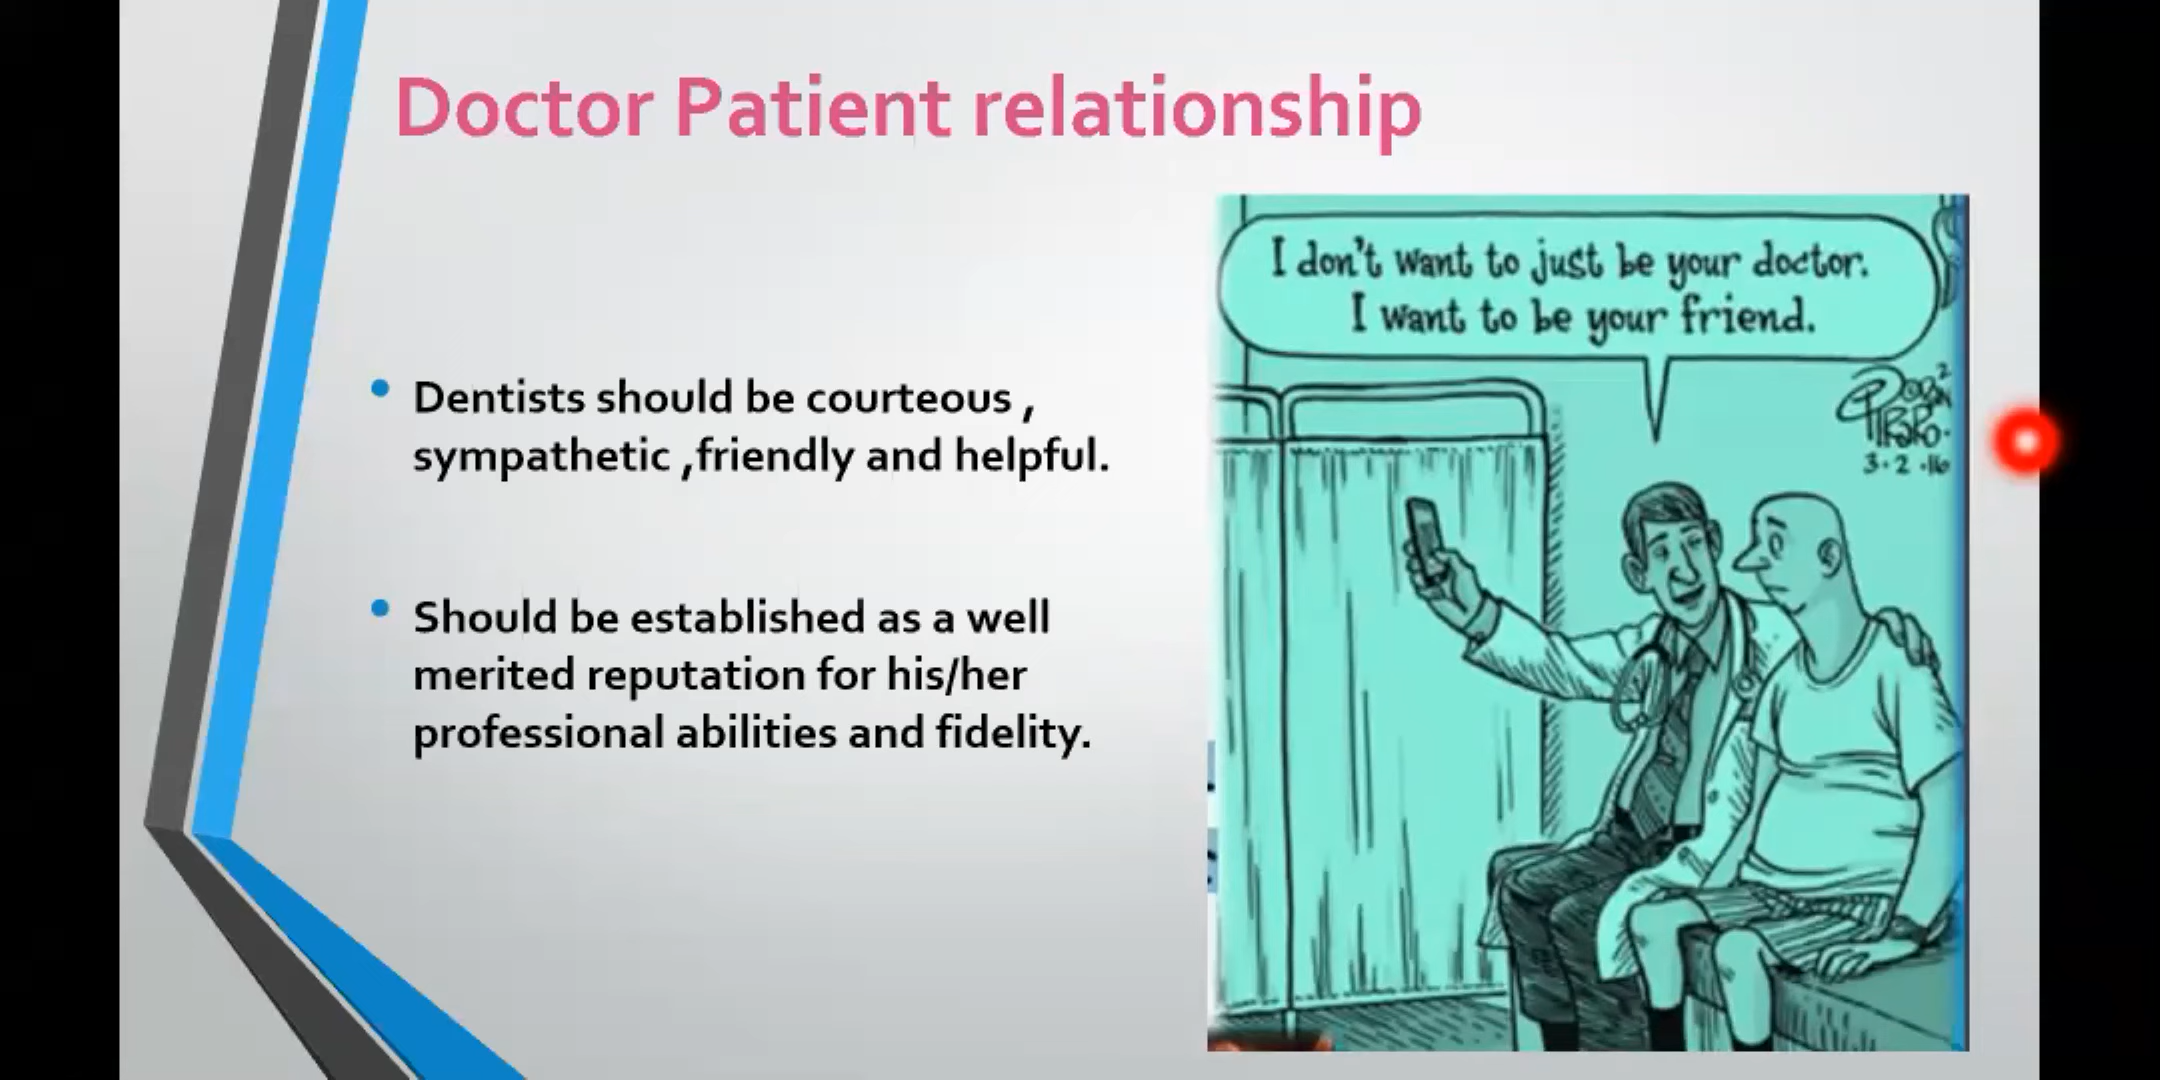 Doctor Patient relationship
I don't want to just be your doctor.
I want to be your friend.
3·2·16
• Dentists should be courteous ,
sympathetic ,friendly and helpful.
• Should be established as a well
merited reputation for his/her
professional abilities and fidelity.